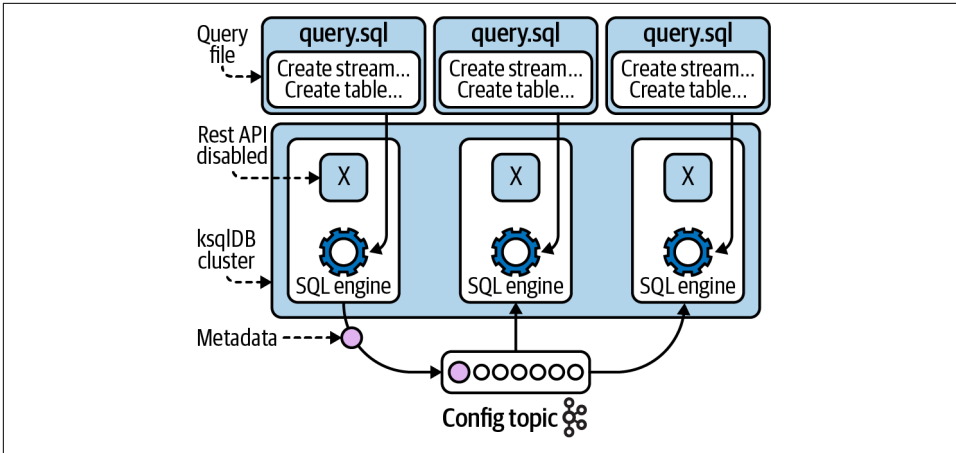 Query
file
query.sql
Create stream...
Create table...
query.sql
Create stream...
Create table...
query.sql
Create stream...
Create table...
Rest API
disabled
X
X
X
ksqlDB
cluster
SQL engine
SQL engine
SQL engine
Metadata
Config topic